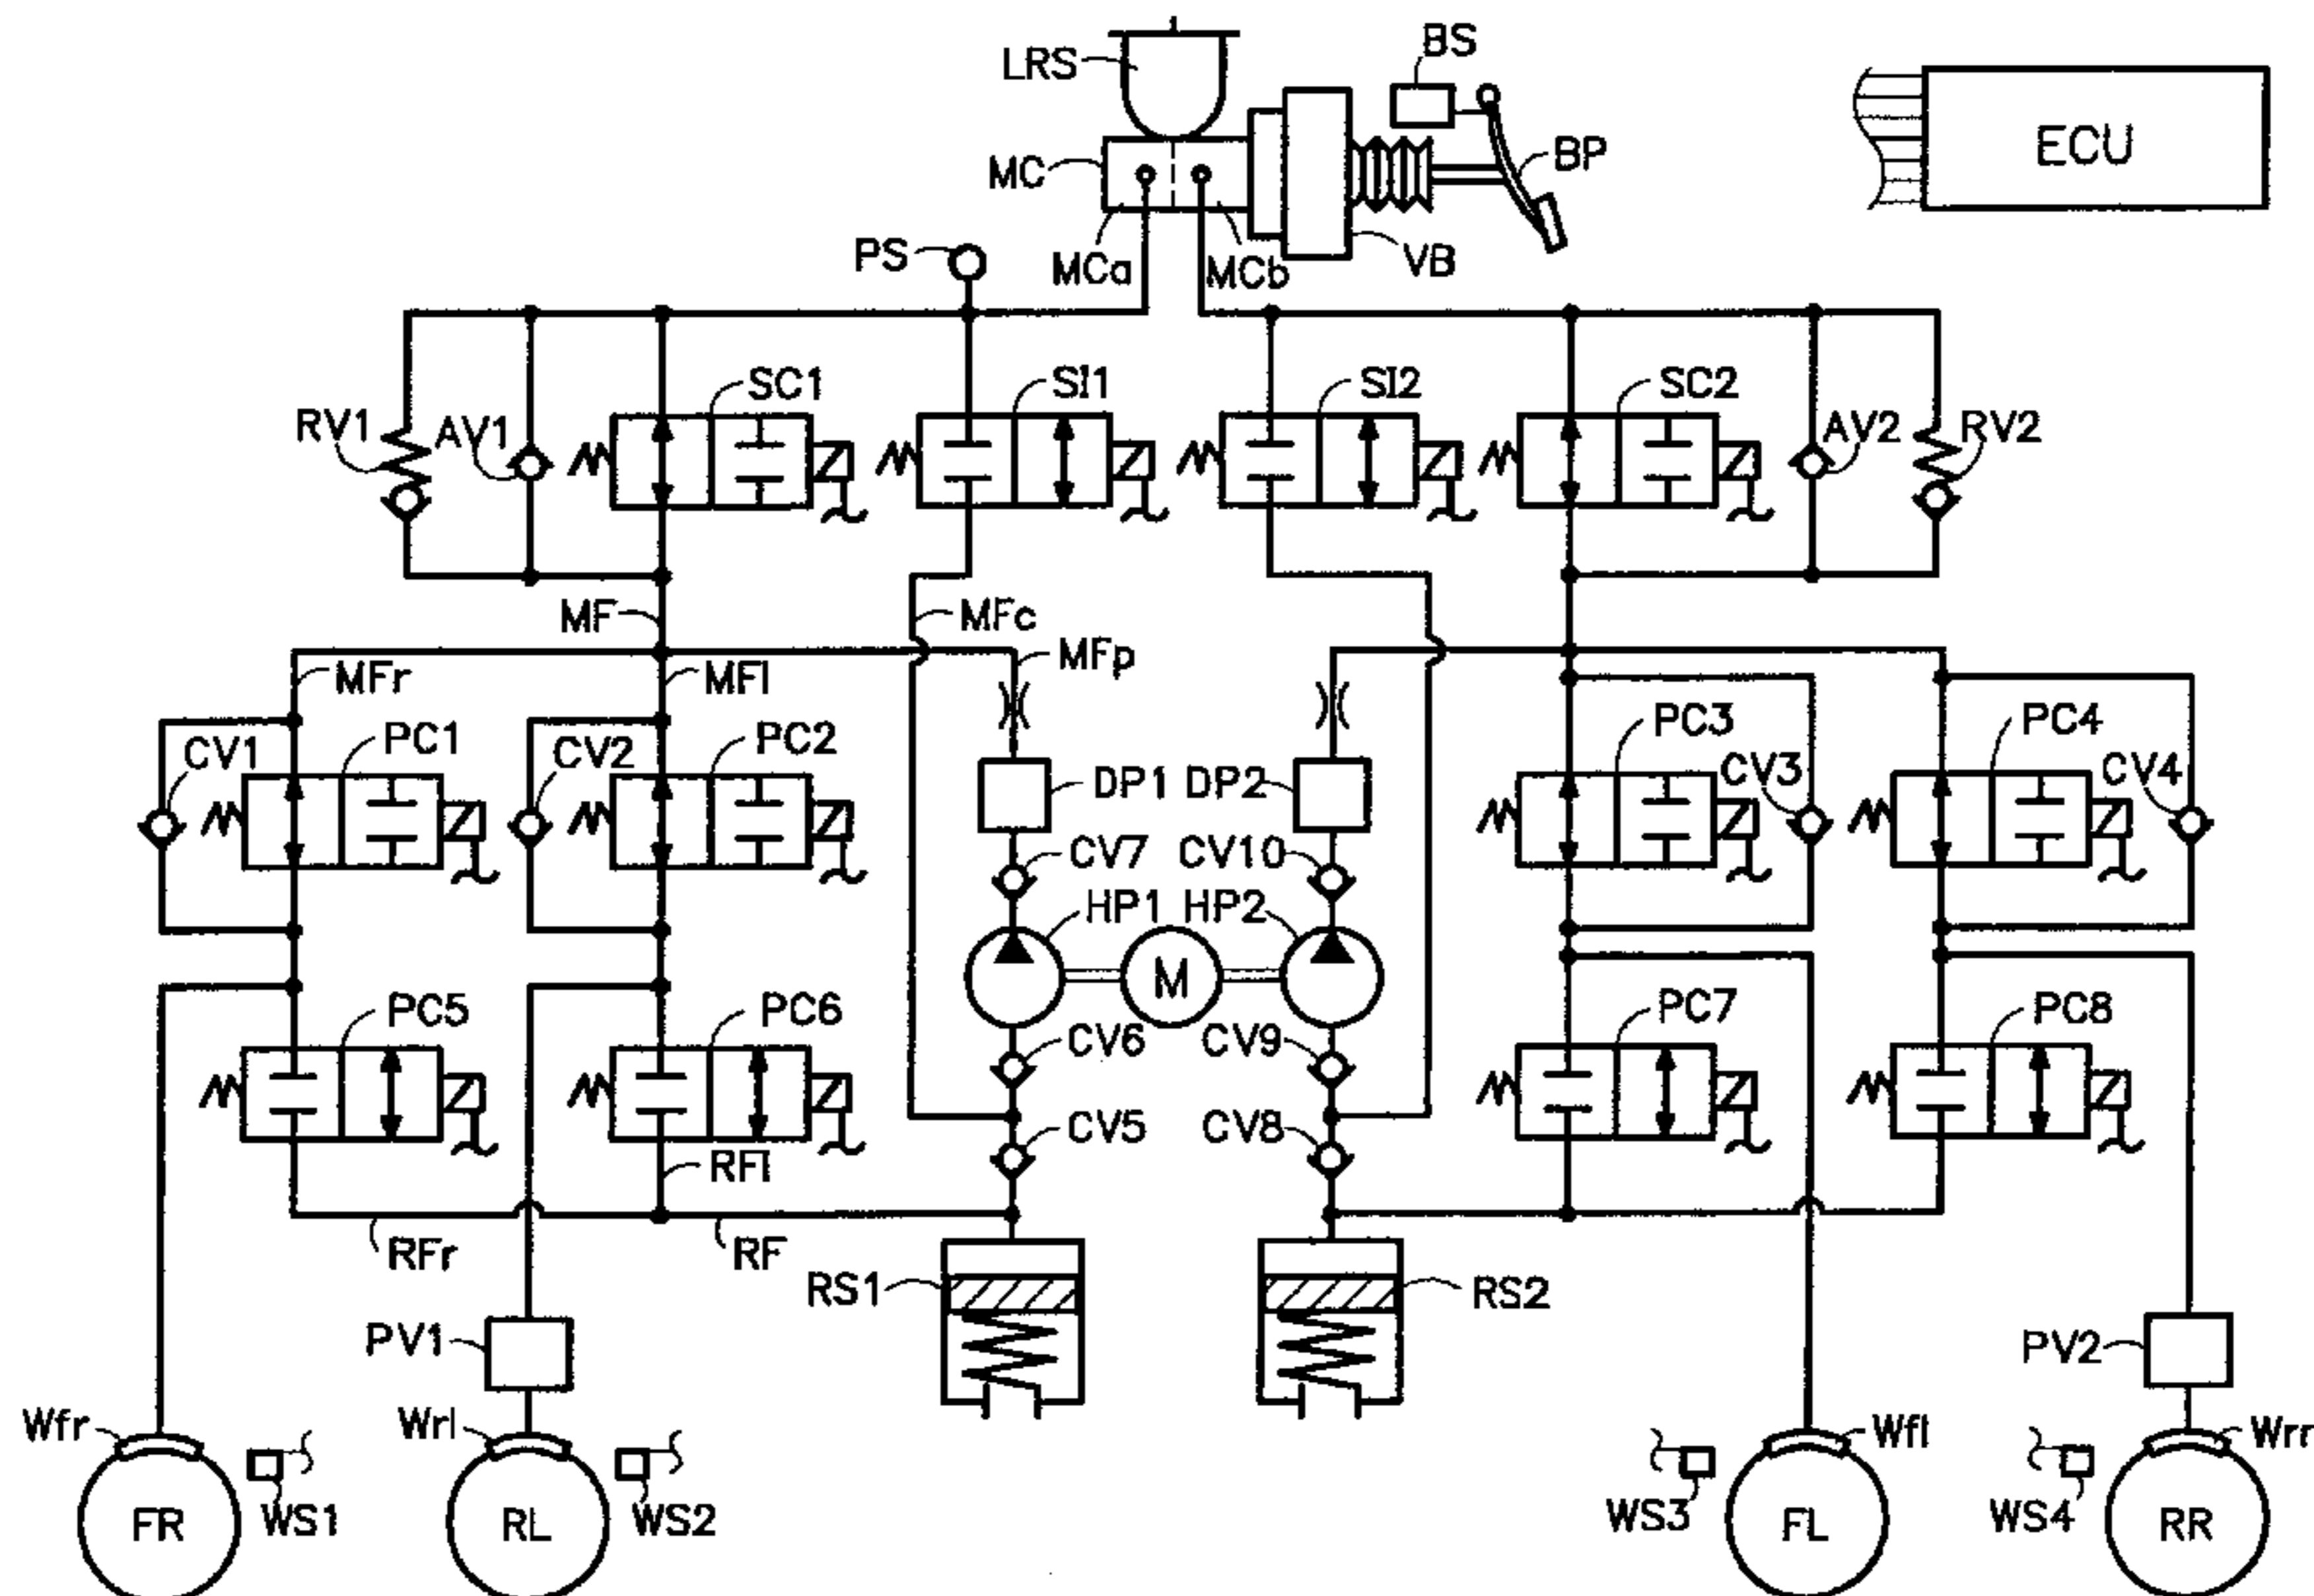 BS
LRS
ECU
MC
BP
PS
MCa
MCb
VB
SC1
SI1
SI2
SC2
RV1
AV1
AV2
RV2
MF
MFc
MFr
MFl
MFp
CV1
PC1
CV2
PC2
DP1
DP2
PC3
CV3
PC4
CV4
CV7
CV10
HP1
HP2
M
PC5
PC6
CV6
CV9
PC7
PC8
CV5
CV8
RFl
RFr
RF
RS1
RS2
PV1
PV2
Wfr
Wrl
Wfl
Wrr
FR
WS1
RL
WS2
WS3
FL
WS4
RR